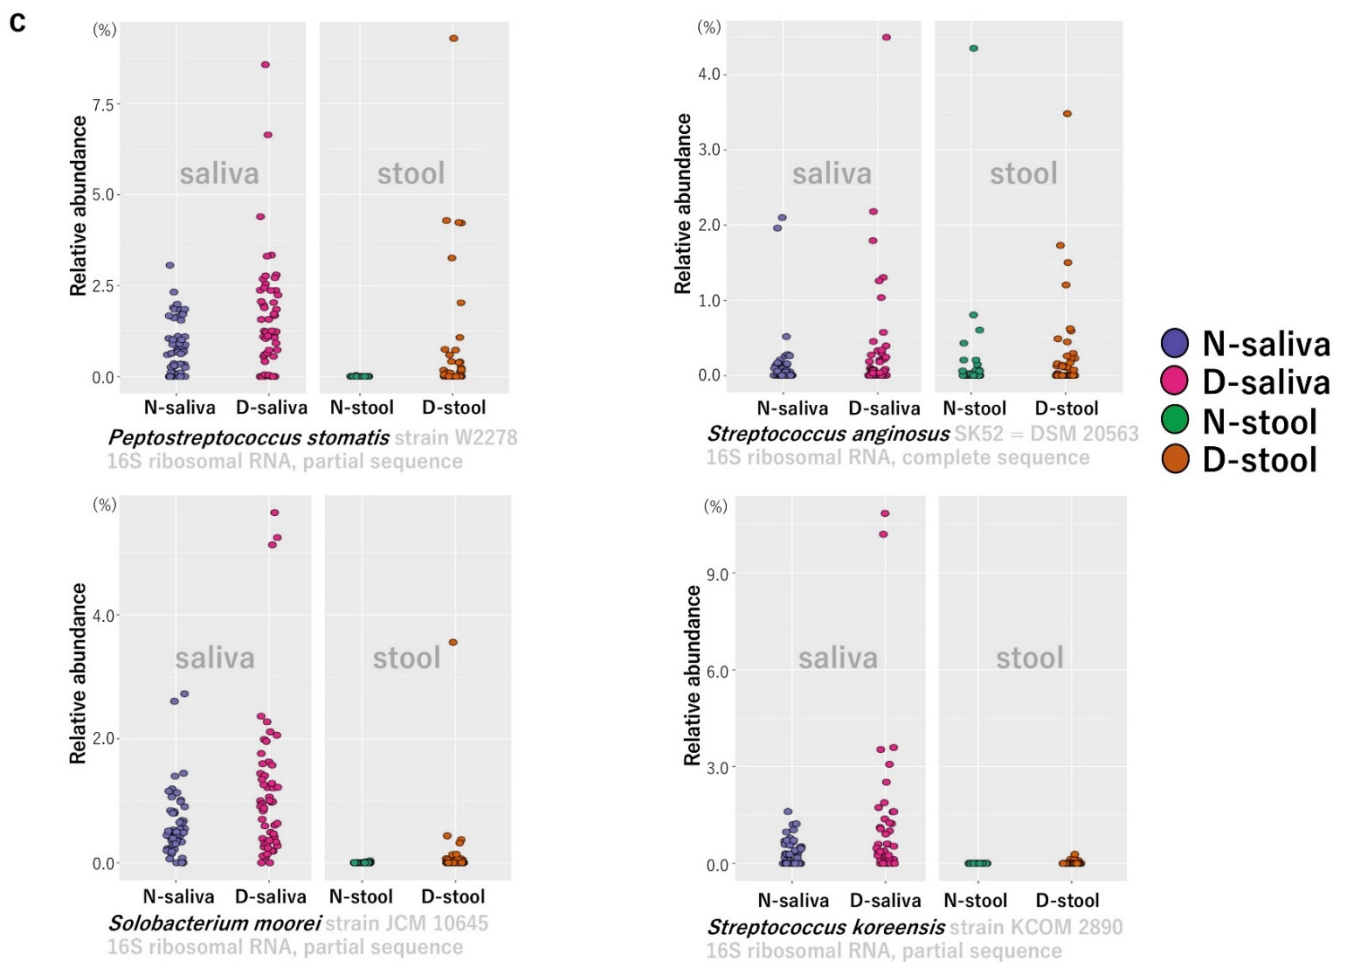 c
(%)
7.5
5.0
2.5
0.0
Relative abundance
saliva
stool
N-saliva D-saliva N-stool D-stool
Peptostreptococcus stomatis strain W2278
16S ribosomal RNA, partial sequence
(%)
4.0
3.0
2.0
1.0
0.0
Relative abundance
saliva
stool
N-saliva D-saliva N-stool D-stool
Streptococcus anginosus SK52 = DSM 20563
16S ribosomal RNA, complete sequence
N-saliva
D-saliva
N-stool
D-stool
(%)
4.0
2.0
0.0
Relative abundance
saliva
stool
N-saliva D-saliva N-stool D-stool
Solobacterium moorei strain JCM 10645
16S ribosomal RNA, partial sequence
(%)
9.0
6.0
3.0
0.0
Relative abundance
saliva
stool
N-saliva D-saliva N-stool D-stool
Streptococcus koreensis strain KCOM 2890
16S ribosomal RNA, partial sequence